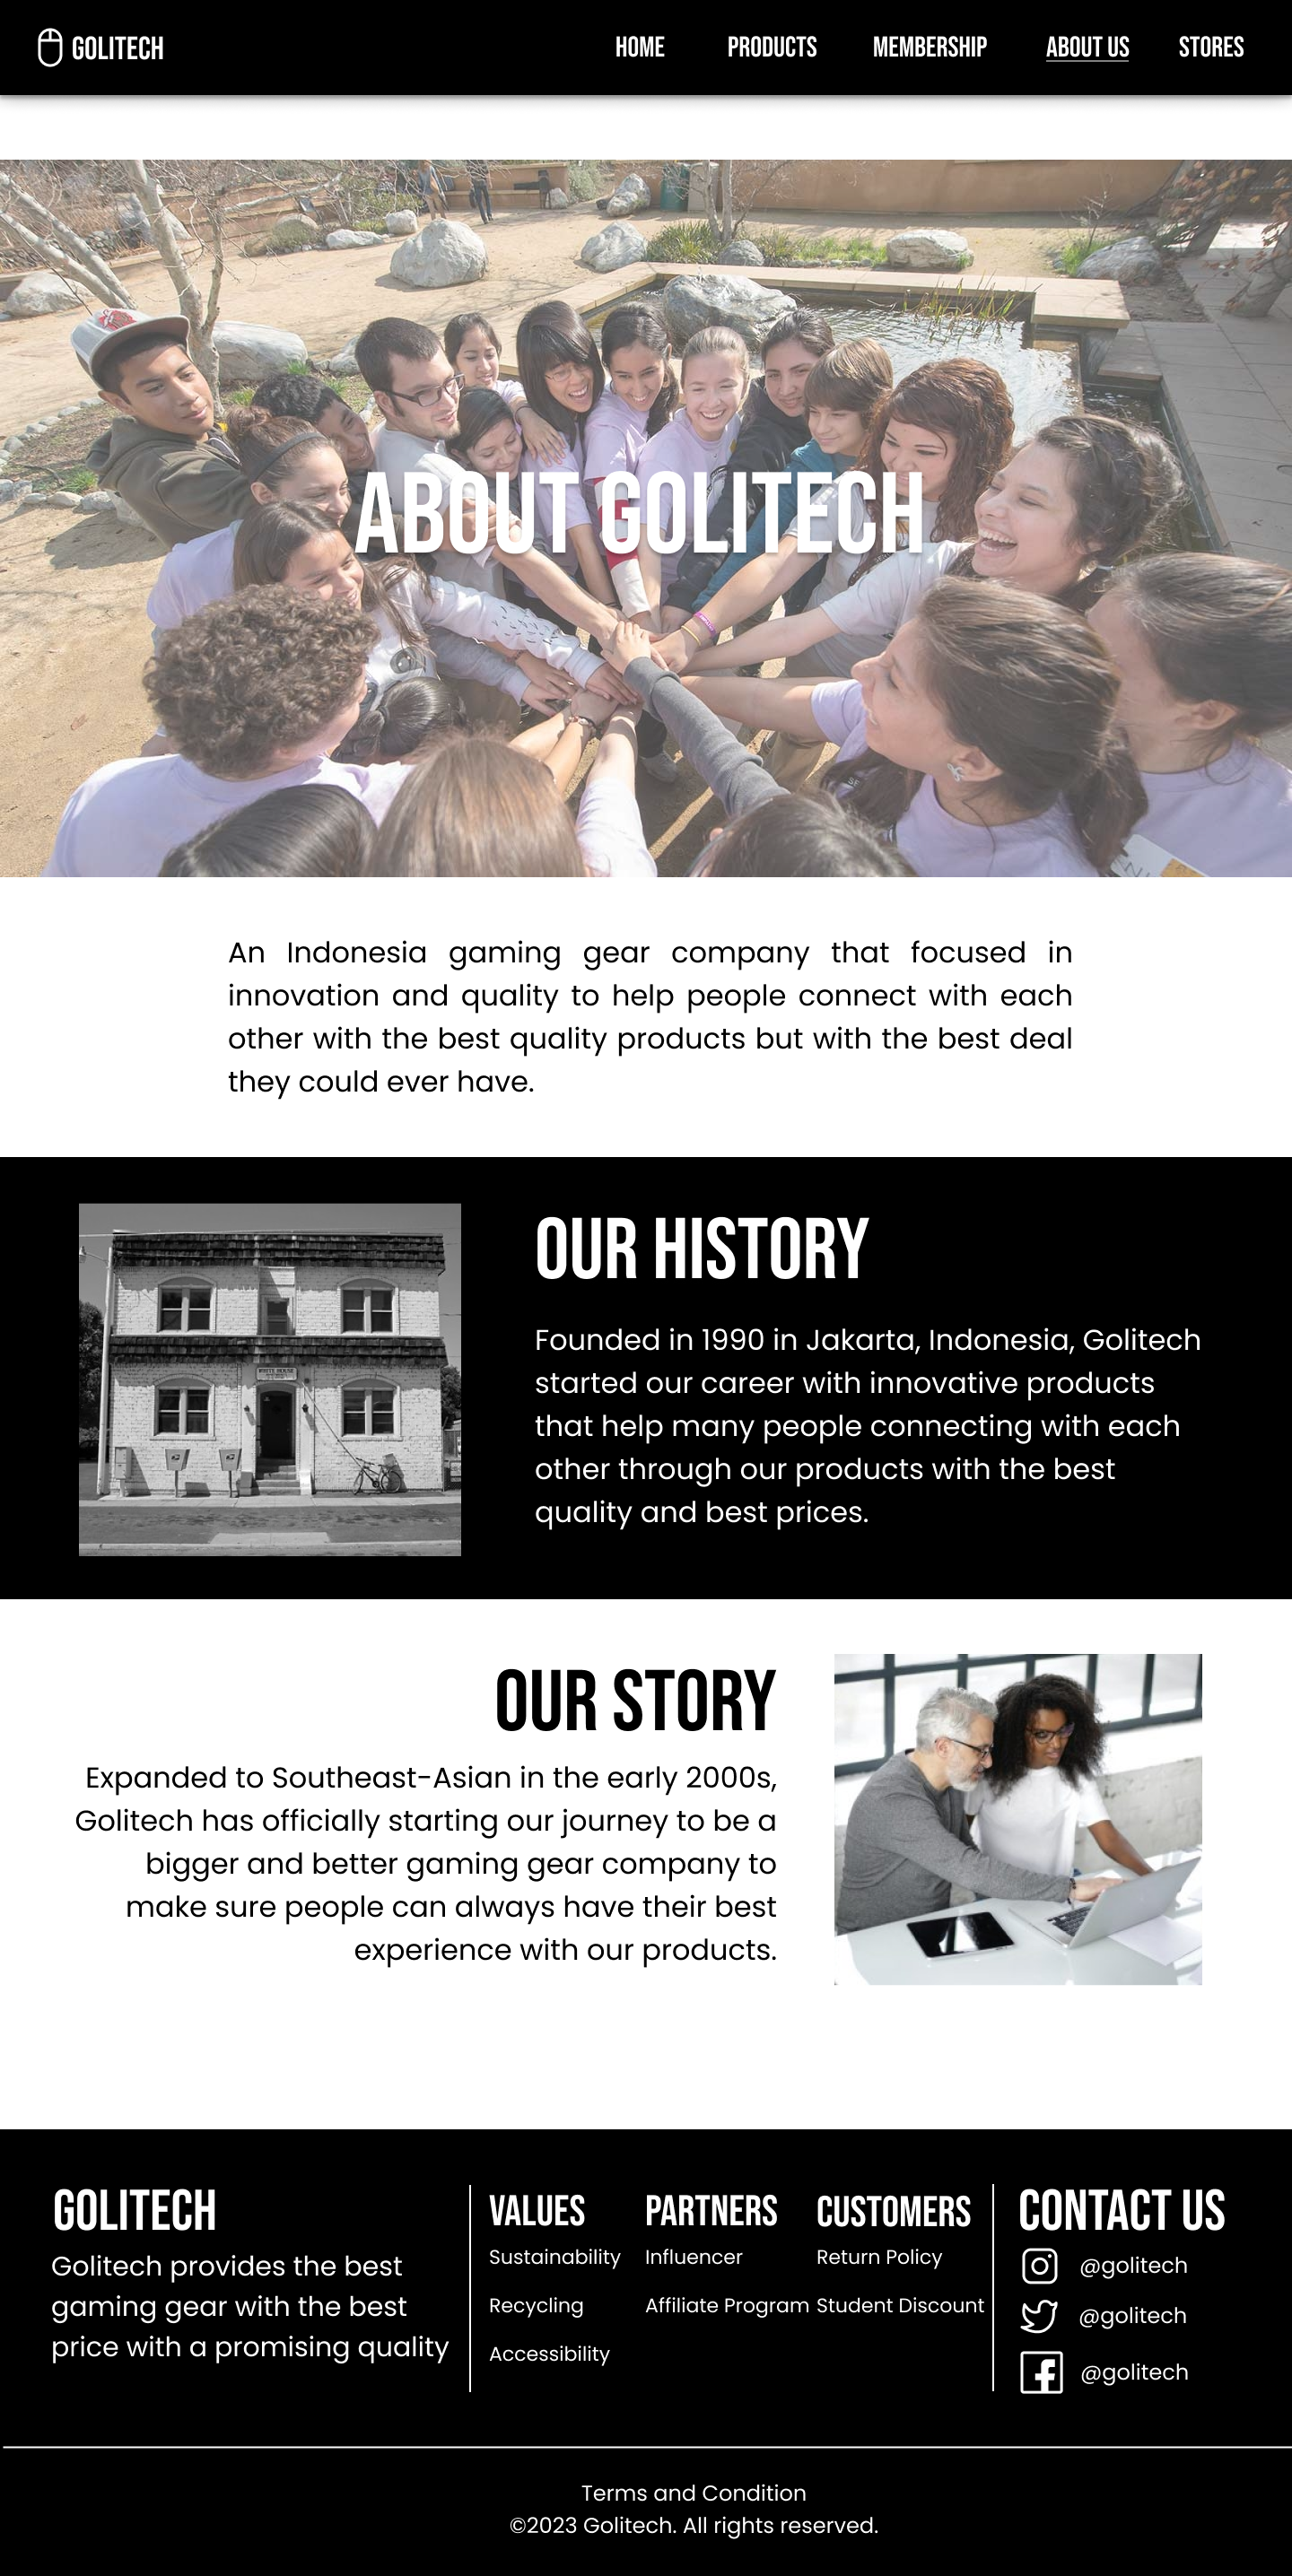 GOLITECH
HOME PRODUCTS MEMBERSHIP ABOUT US STORES
ABOUT GOLITECH
An Indonesia gaming gear company that focused in
innovation and quality to help people connect with each
other with the best quality products but with the best deal
they could ever have.
OUR HISTORY
Founded in 1990 in Jakarta, Indonesia, Golitech
started our career with innovative products
that help many people connecting with each
other through our products with the best
quality and best prices.
WHITE HOUSE
OUR STORY
Expanded to Southeast-Asian in the early 2000s,
Golitech has officially starting our journey to be a
bigger and better gaming gear company to
make sure people can always have their best
experience with our products.
GOLITECH
Golitech provides the best
gaming gear with the best
price with a promising quality
VALUES
Sustainability
Recycling
Accessibility
PARTNERS
Influencer
Affiliate Program
CUSTOMERS
Return Policy
Student Discount
CONTACT US
@golitech
@golitech
@golitech
Terms and Condition
©2023 Golitech. All rights reserved.